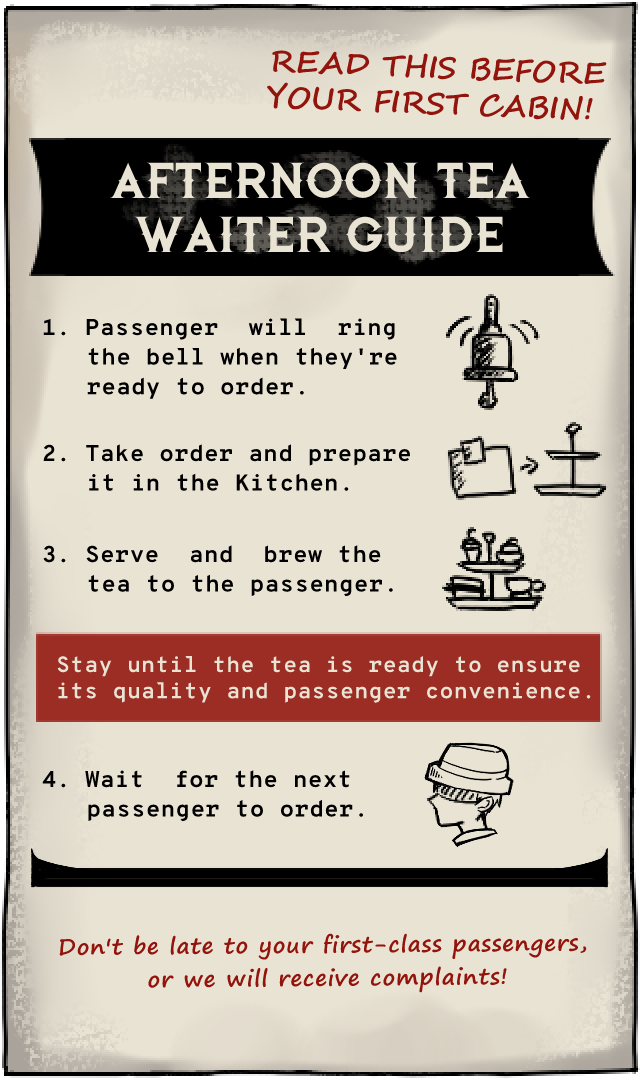 READ THIS BEFORE
YOUR FIRST CABIN!
AFTERNOON TEA
WAITER GUIDE
1. Passenger will ring
the bell when they're
ready to order.
2. Take order and prepare
it in the Kitchen.
3. Serve and brew the
tea to the passenger.
Stay until the tea is ready to ensure
its quality and passenger convenience.
4. Wait for the next
passenger to order.
Don't be late to your first-class passengers,
or we will receive complaints!